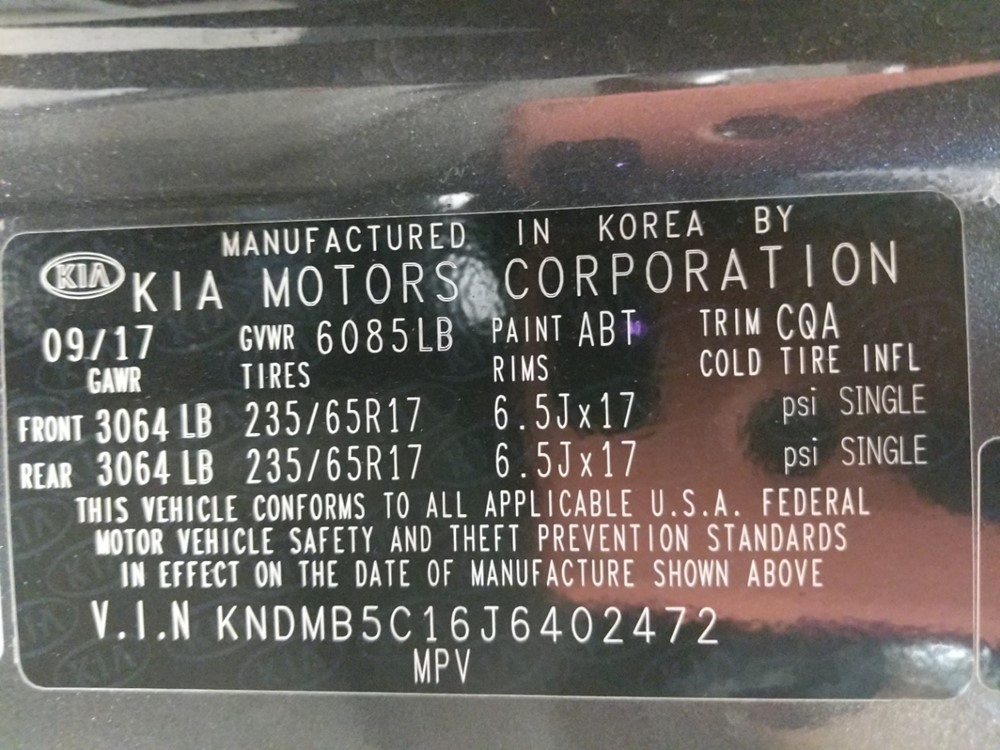 MANUFACTURED IN KOREA BY
KIA KIA MOTORS CORPORATION
09/17 GVWR 6085LB PAINT ABT TRIM CQA
GAWR TIRES RIMS COLD TIRE INFL
FRONT 3064 LB 235/65R17 6.5Jx17 psi SINGLE
REAR 3064 LB 235/65R17 6.5Jx17 psi SINGLE
THIS VEHICLE CONFORMS TO ALL APPLICABLE U.S.A. FEDERAL
MOTOR VEHICLE SAFETY AND THEFT PREVENTION STANDARDS
IN EFFECT ON THE DATE OF MANUFACTURE SHOWN ABOVE
V.I.N KNDMB5C16J6402472
MPV